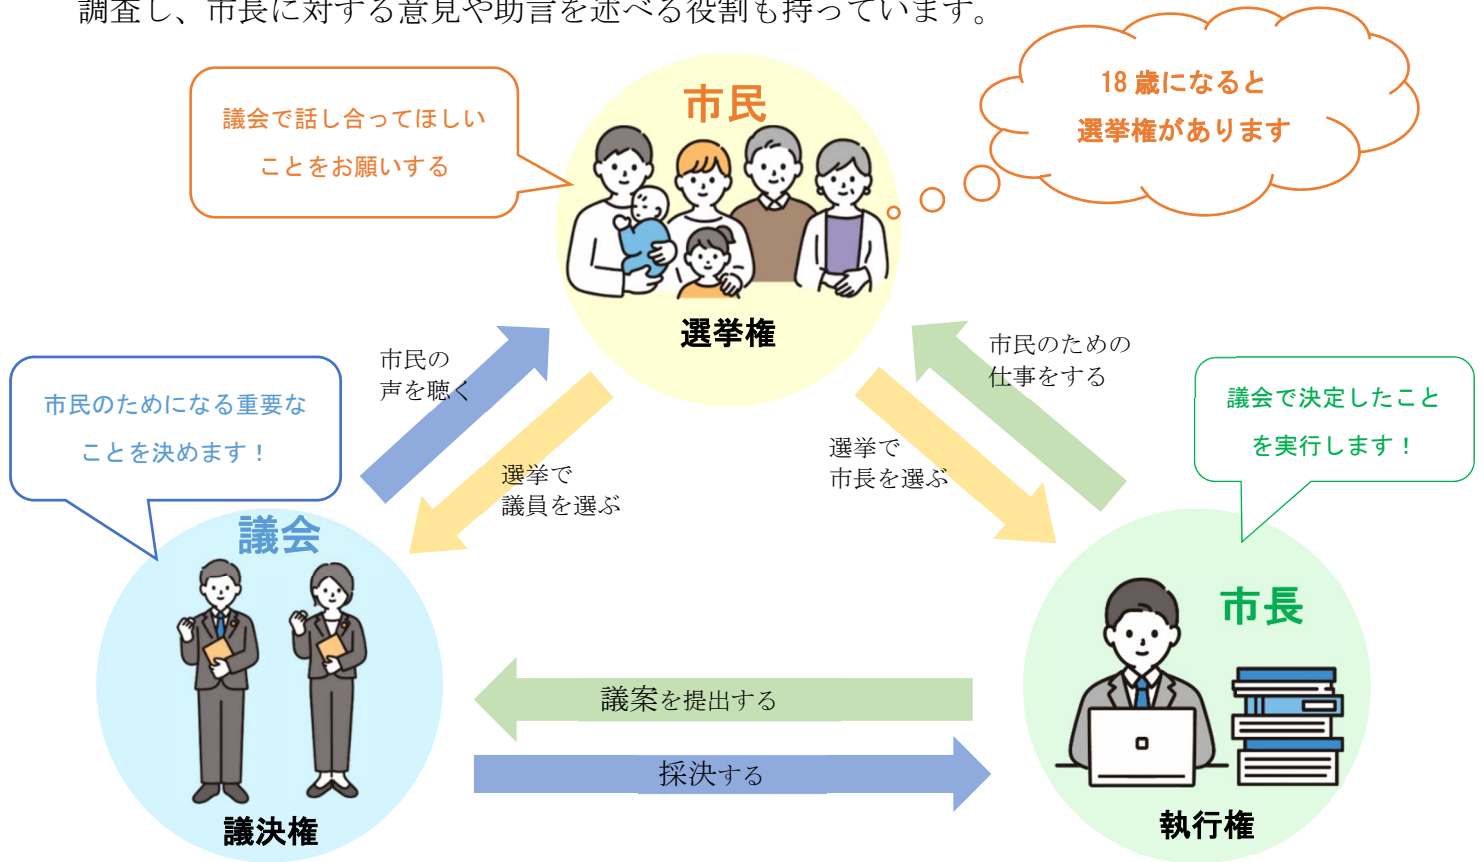 調査し、市長に対する意見や助言を述べる役割も持っています。
市民
議会で話し合ってほしい
ことをお願いする
18歳になると
選挙権があります
選挙権
市民の
声を聴く
市民のための
仕事をする
市民のためになる重要な
ことを決めます！
議会で決定したこと
を実行します！
選挙で
議員を選ぶ
選挙で
市長を選ぶ
議会
市長
議案を提出する
採決する
議決権
執行権